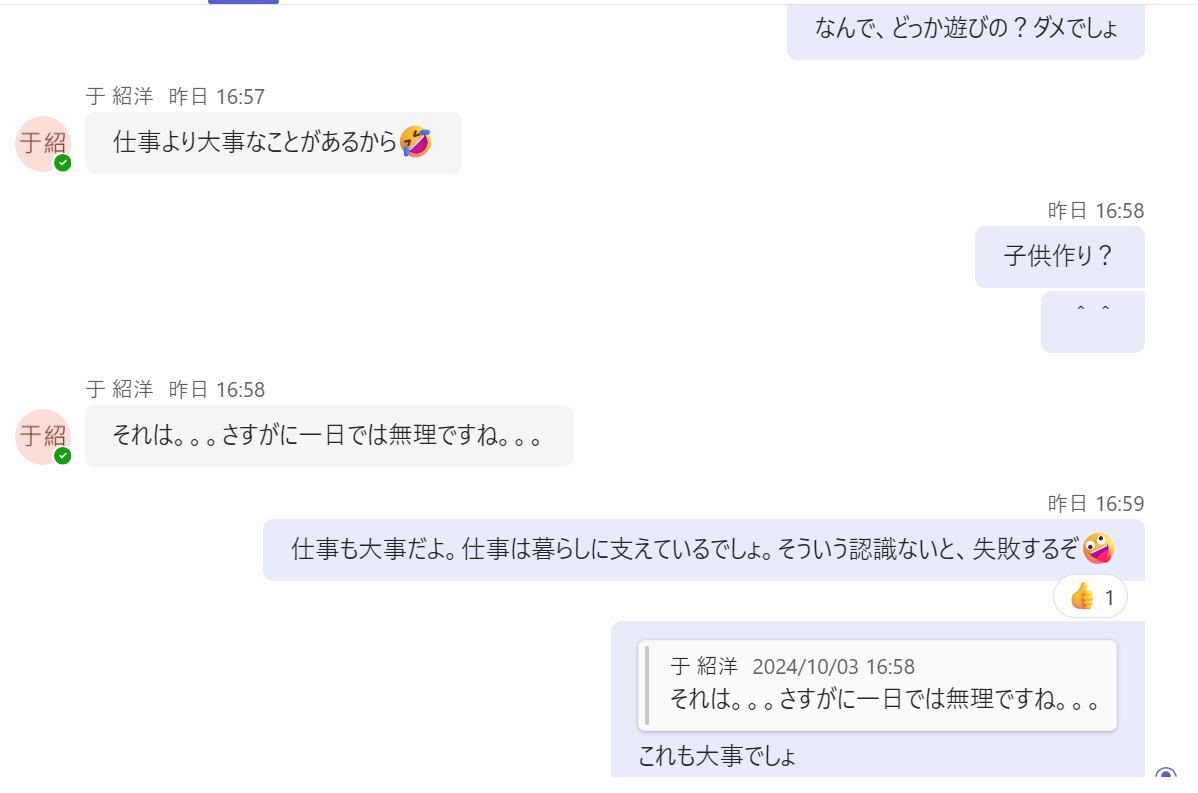 なんで、どっか遊びの？ダメでしょ
于 紹洋 昨日 16:57
于紹
仕事より大事なことがあるから🤣
昨日 16:58
子供作り？
＾ ＾
于 紹洋 昨日 16:58
于紹
それは。。。さすがに一日では無理ですね。。。
昨日 16:59
仕事も大事だよ。仕事は暮らしに支えているでしょ。そういう認識ないと、失敗するぞ🤪
👍 1
于 紹洋 2024/10/03 16:58
それは。。。さすがに一日では無理ですね。。。
これも大事でしょ